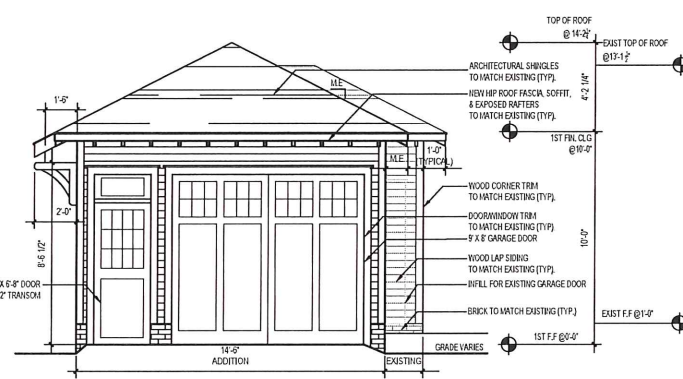 TOP OF ROOF
@ 14'-2½"
EXIST TOP OF ROOF
@13'-1½"
ARCHITECTURAL SHINGLES
TO MATCH EXISTING (TYP.)
M.E
NEW HIP ROOF FASCIA, SOFFIT,
& EXPOSED RAFTERS
TO MATCH EXISTING (TYP).
4'-2 1/4"
1'-6"
1ST FIN. CLG
@10'-0"
M.E.
1'-0"
(TYPICAL)
WOOD CORNER TRIM
TO MATCH EXISTING (TYP).
2'-0"
DOOR/WINDOW TRIM
TO MATCH EXISTING (TYP)
9' X 8' GARAGE DOOR
10'-0"
8'-6 1/2"
WOOD LAP SIDING
TO MATCH EXISTING (TYP).
X 6'-8" DOOR
2" TRANSOM
INFILL FOR EXISTING GARAGE DOOR
BRICK TO MATCH EXISTING (TYP.)
EXIST F.F @1'-0"
1ST F.F @0'-0"
GRADE VARIES
14'-6"
ADDITION
EXISTING